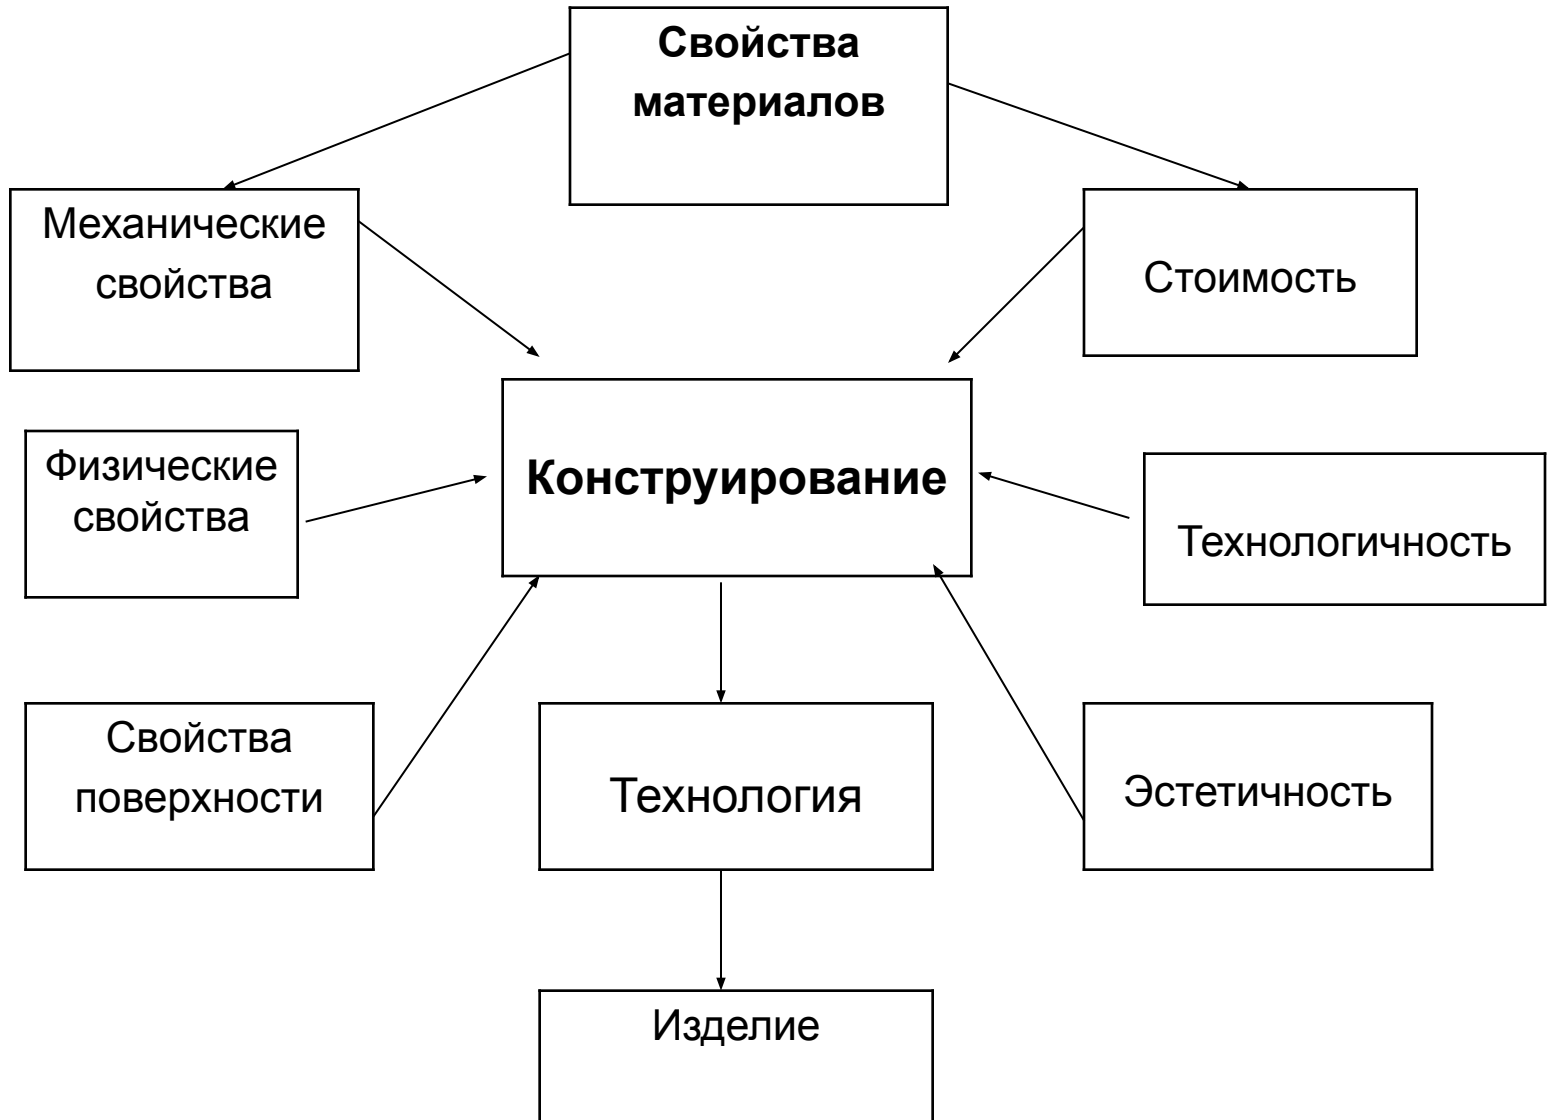 Свойства
материалов
Механические
свойства
Стоимость
Физические
свойства
Конструирование
Технологичность
Свойства
поверхности
Технология
Эстетичность
Изделие